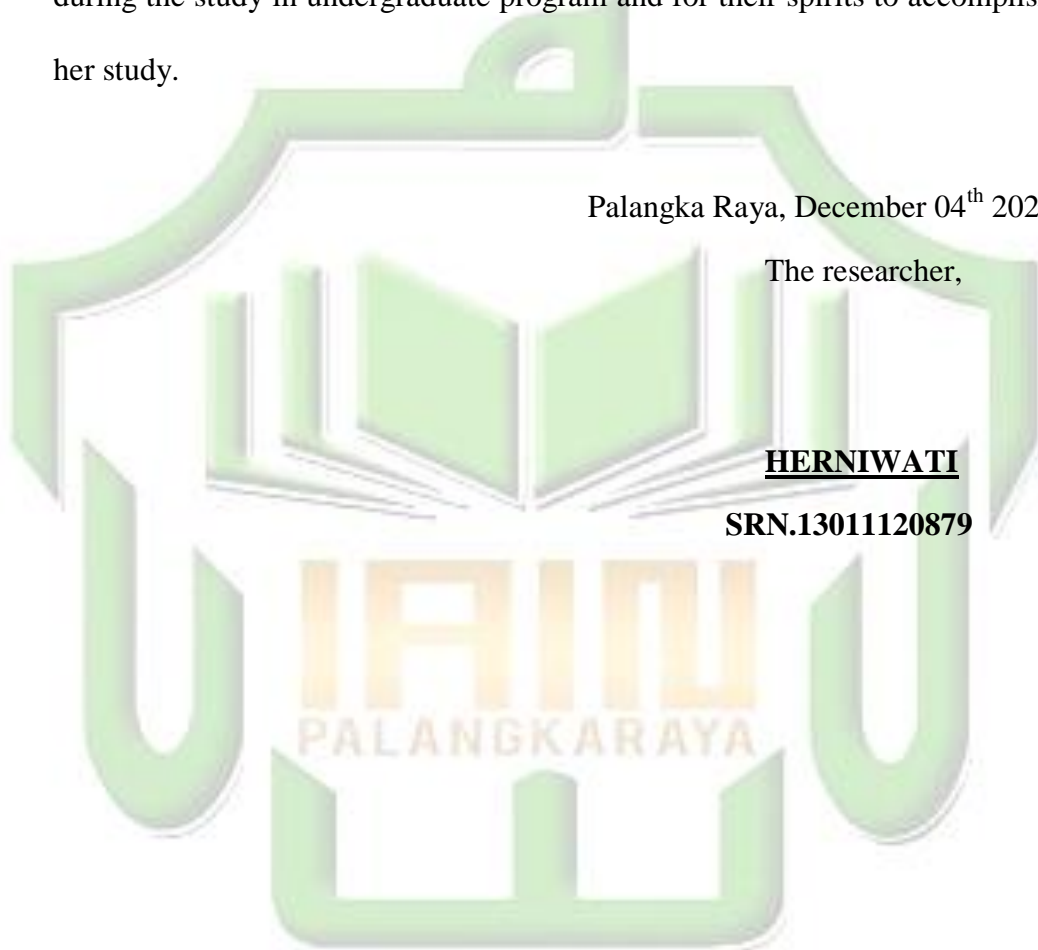 during the study in undergraduate program and for their spirits to accomplis
her study.
Palangka Raya, December 04th 202
The researcher,
HERNIWATI
SRN.13011120879
IAIN
PALANGKARAYA